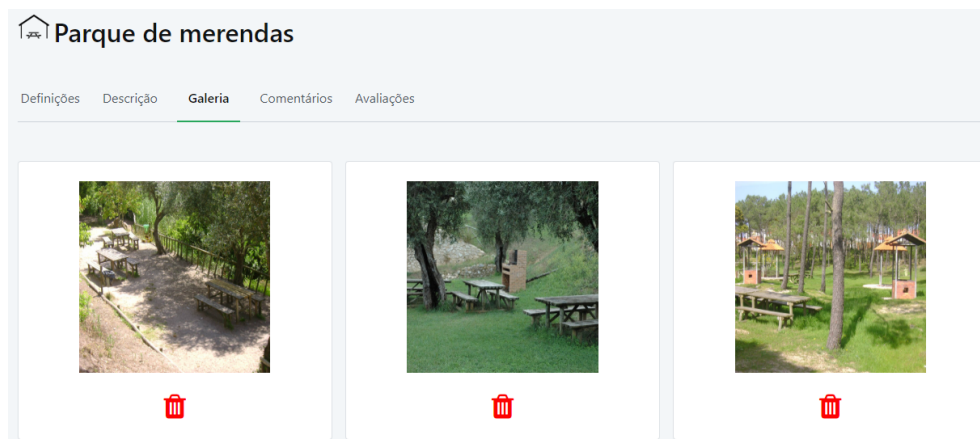 Parque de merendas
Definições Descrição Galeria Comentários Avaliações